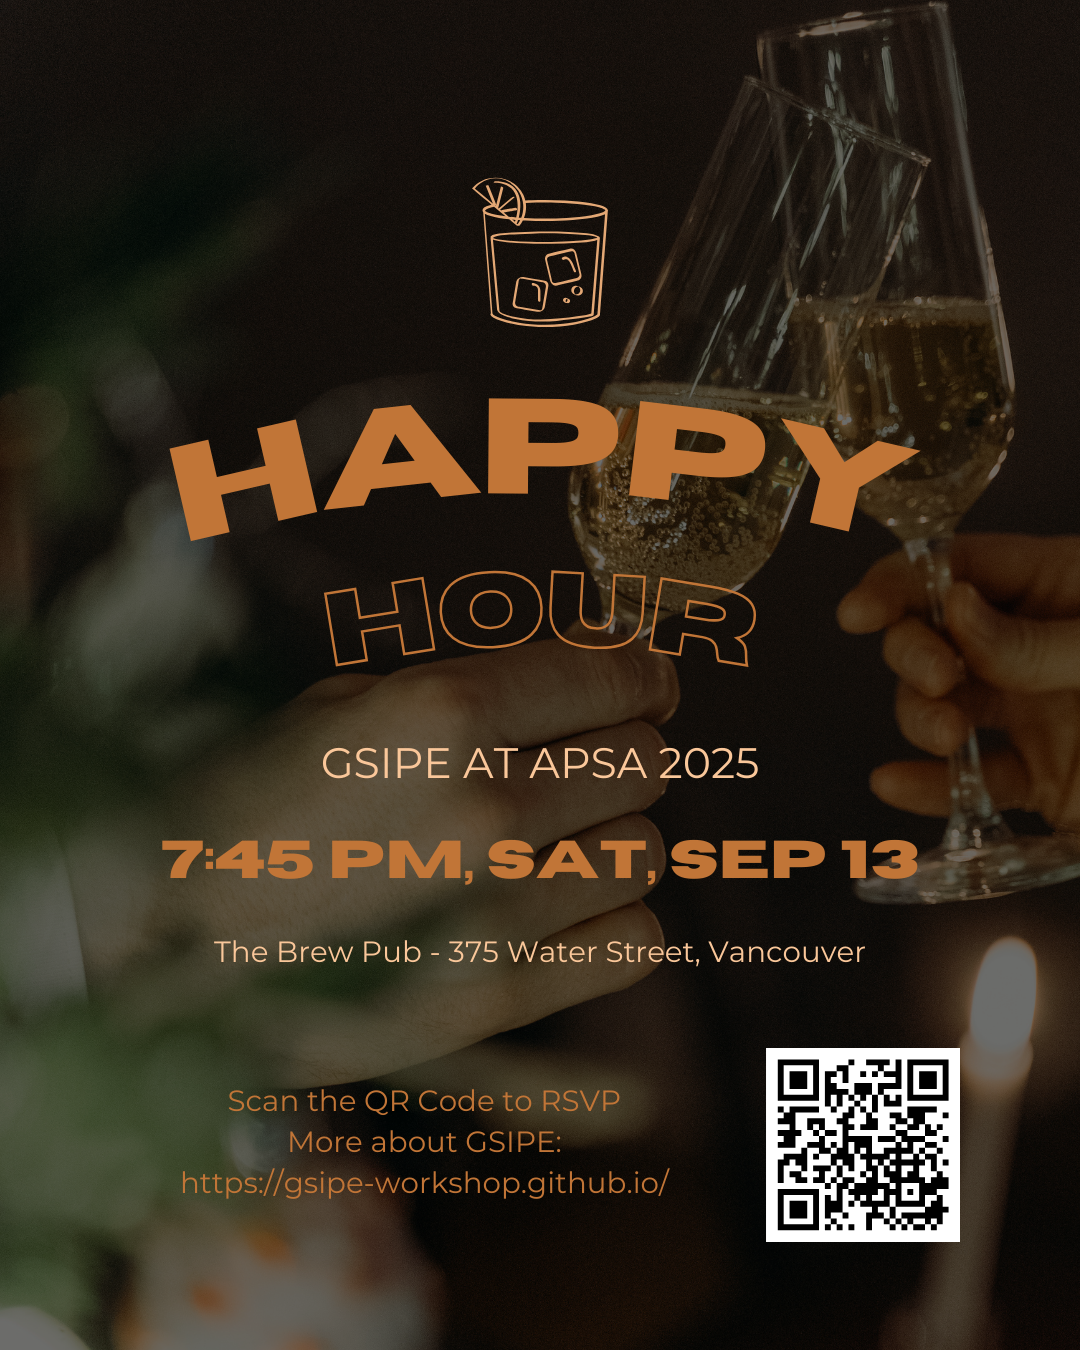 HAPPY
HOUR
GSIPE AT APSA 2025
7:45 PM, SAT, SEP 13
The Brew Pub - 375 Water Street, Vancouver
Scan the QR Code to RSVP
More about GSIPE:
https://gsipe-workshop.github.io/